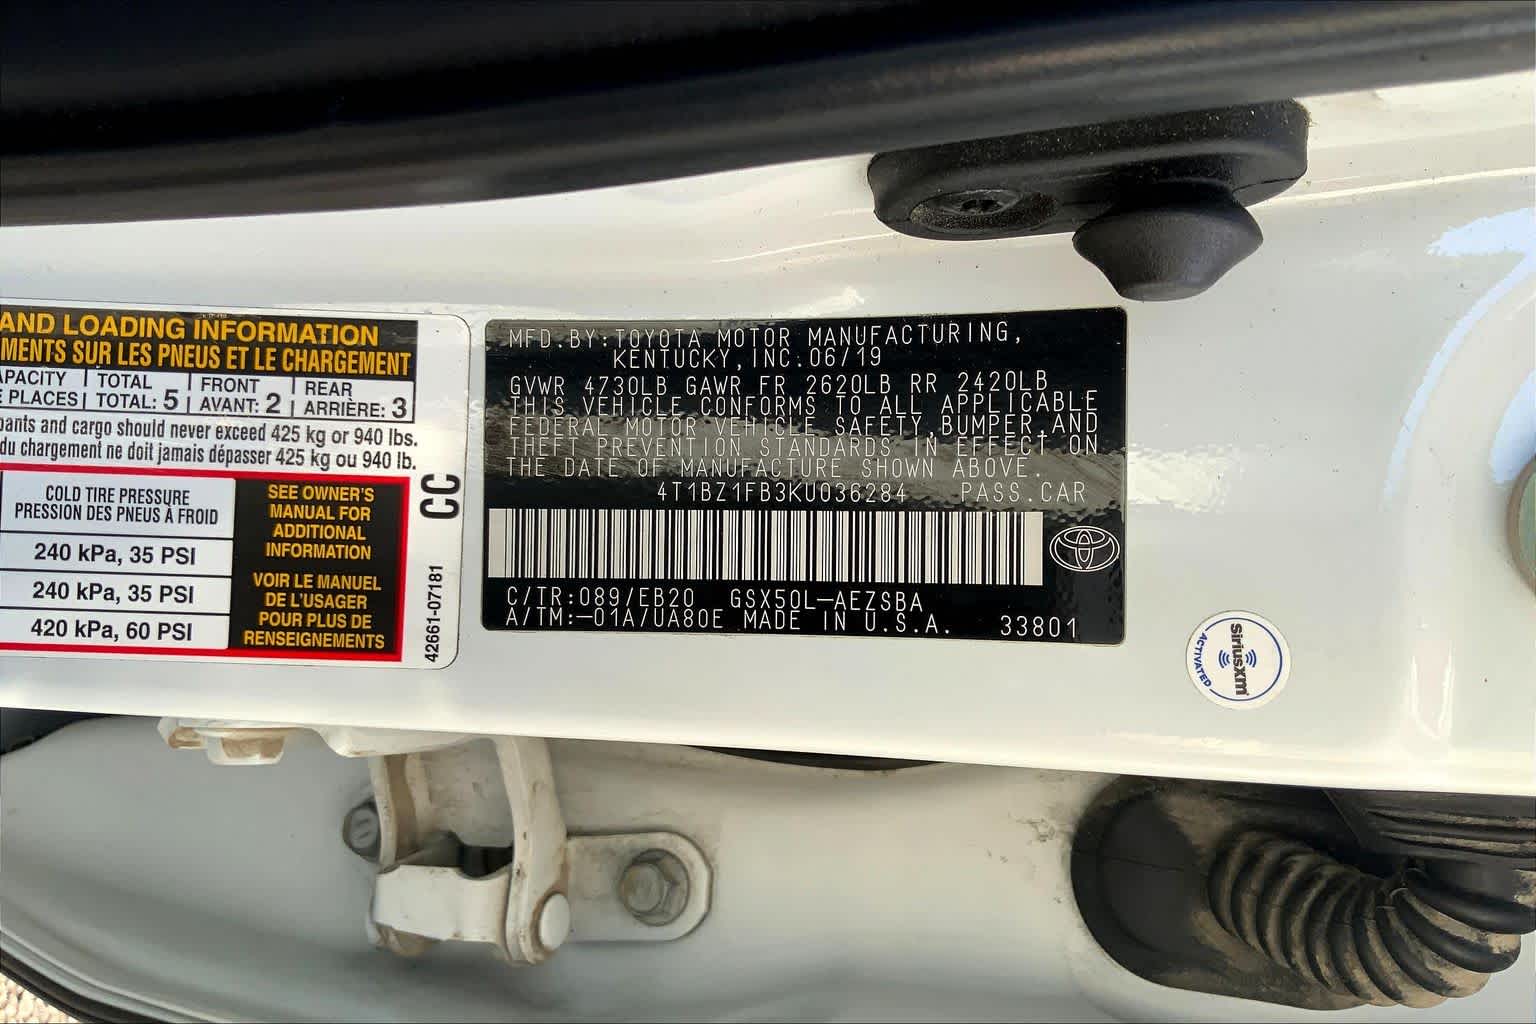 AND LOADING INFORMATION
MENTS SUR LES PNEUS ET LE CHARGEMENT
TOTAL FRONT REAR
PLACES TOTAL: 5 AVANT: 2 ARRIÈRE: 3
and cargo should never exceed 425 kg or 940 lbs.
du chargement ne doit jamais dépasser 425 kg ou 940 lb.
COLD TIRE PRESSURE
PRESSION DES PNEUS À FROID
240 kPa, 35 PSI
240 kPa, 35 PSI
420 kPa, 60 PSI
SEE OWNER'S
MANUAL FOR
ADDITIONAL
INFORMATION
VOIR LE MANUEL
DE L'USAGER
POUR PLUS DE
RENSEIGNEMENTS
CC
42661-07181
MFD.BY:TOYOTA MOTOR MANUFACTURING,
KENTUCKY,INC.06/19
GVWR 4730LB GAWR FR 2620LB RR 2420LB
THIS VEHICLE CONFORMS TO ALL APPLICABLE
FEDERAL MOTOR VEHICLE SAFETY,BUMPER,AND
THEFT PREVENTION STANDARDS IN EFFECT ON
THE DATE OF MANUFACTURE SHOWN ABOVE.
4T1BZ1FB3KU036284 PASS.CAR
C/TR:089/EB20 GSX50L-AEZSBA
A/TM:-01A/UA80E MADE IN U.S.A. 33801
siriusxm
ACTIVATED